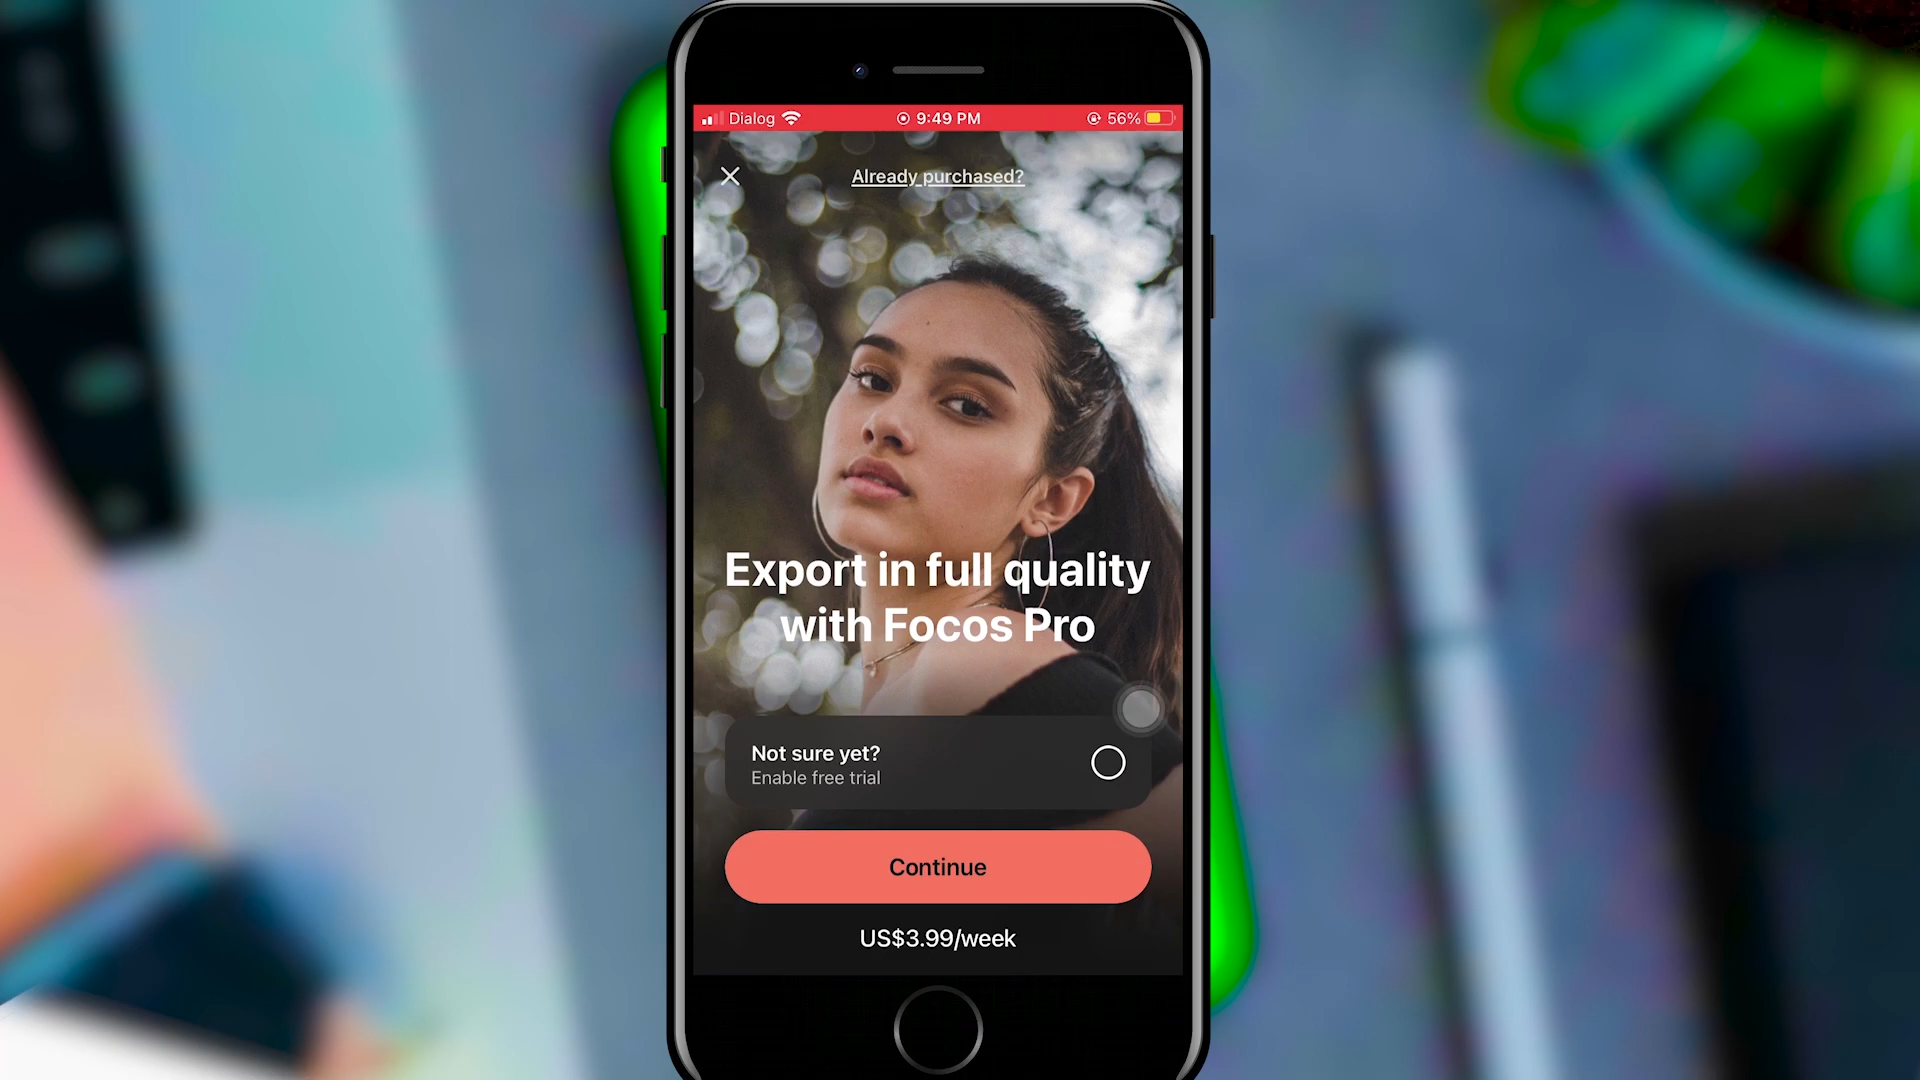 Dialog 9:49 PM 56%
Already purchased?
Export in full quality
with Focos Pro
Not sure yet?
Enable free trial
Continue
US$3.99/week